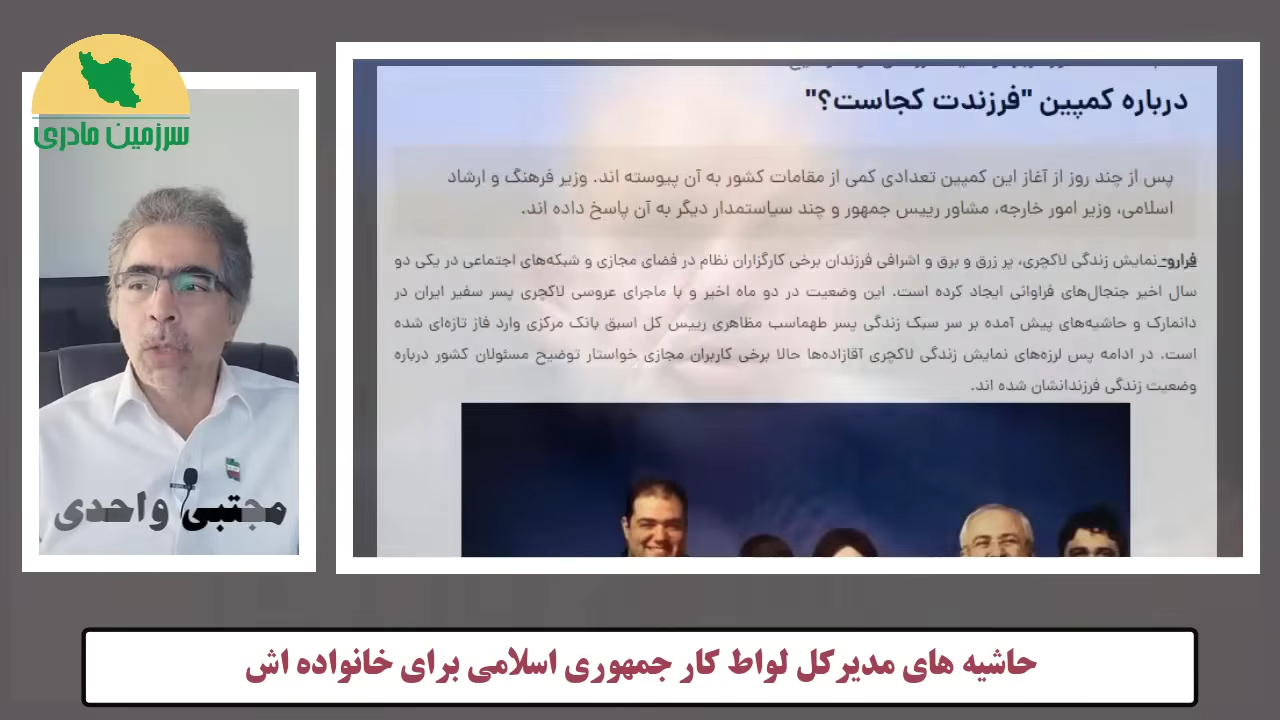 سرزمین مادری
مجتبی واحدی
درباره کمپین "فرزندت کجاست؟"
پس از چند روز از آغاز این کمپین تعدادی کمی از مقامات کشور به آن پیوسته اند. وزیر فرهنگ و ارشاد
اسلامی، وزیر امور خارجه، مشاور رییس جمهور و چند سیاستمدار دیگر به آن پاسخ داده اند.
فرارو- نمایش زندگی لاکچری، پر زرق و برق و اشرافی فرزندان برخی کارگزاران نظام در فضای مجازی و شبکه‌های اجتماعی در یکی دو
سال اخیر جنجال‌های فراوانی ایجاد کرده است. این وضعیت در دو ماه اخیر و با ماجرای عروسی لاکچری پسر سفیر ایران در
دانمارک و حاشیه‌های پیش آمده بر سر سبک زندگی پسر طهماسب مظاهری رییس کل اسبق بانک مرکزی وارد فاز تازه‌ای شده
است. در ادامه پس لرزه‌های نمایش زندگی لاکچری آقازاده‌ها حالا برخی کاربران مجازی خواستار توضیح مسئولان کشور درباره
وضعیت زندگی فرزندانشان شده اند.
حاشیه های مدیرکل لواط کار جمهوری اسلامی برای خانواده اش